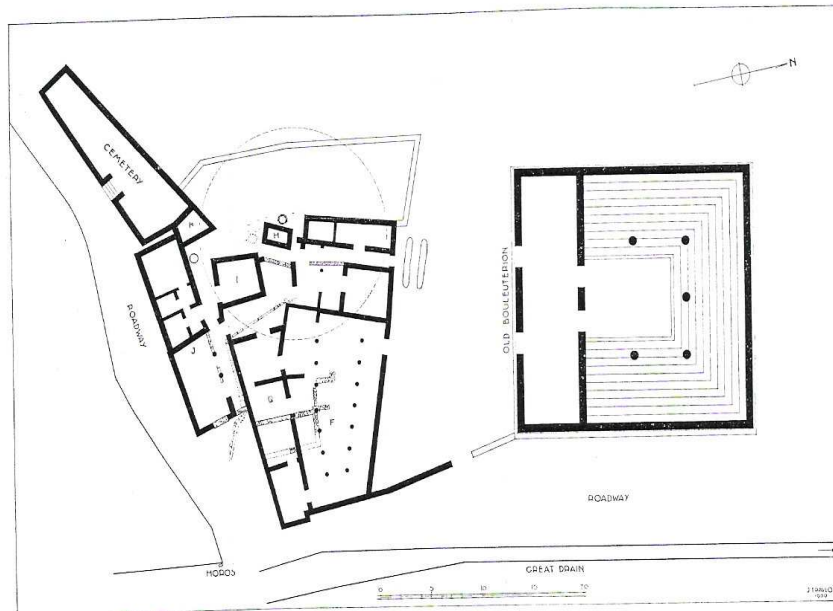 N
CEMETERY
K
H
I
I
ROADWAY
J
G
F
OLD BOULEUTERION
ROADWAY
HOROS
GREAT DRAIN